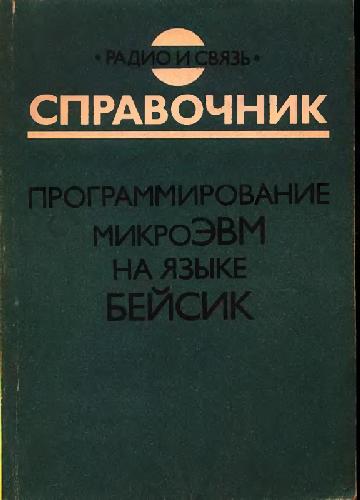 • РАДИО И СВЯЗЬ •
СПРАВОЧНИК
ПРОГРАММИРОВАНИЕ
МИКРОЭВМ
НА ЯЗЫКЕ
БЕЙСИК